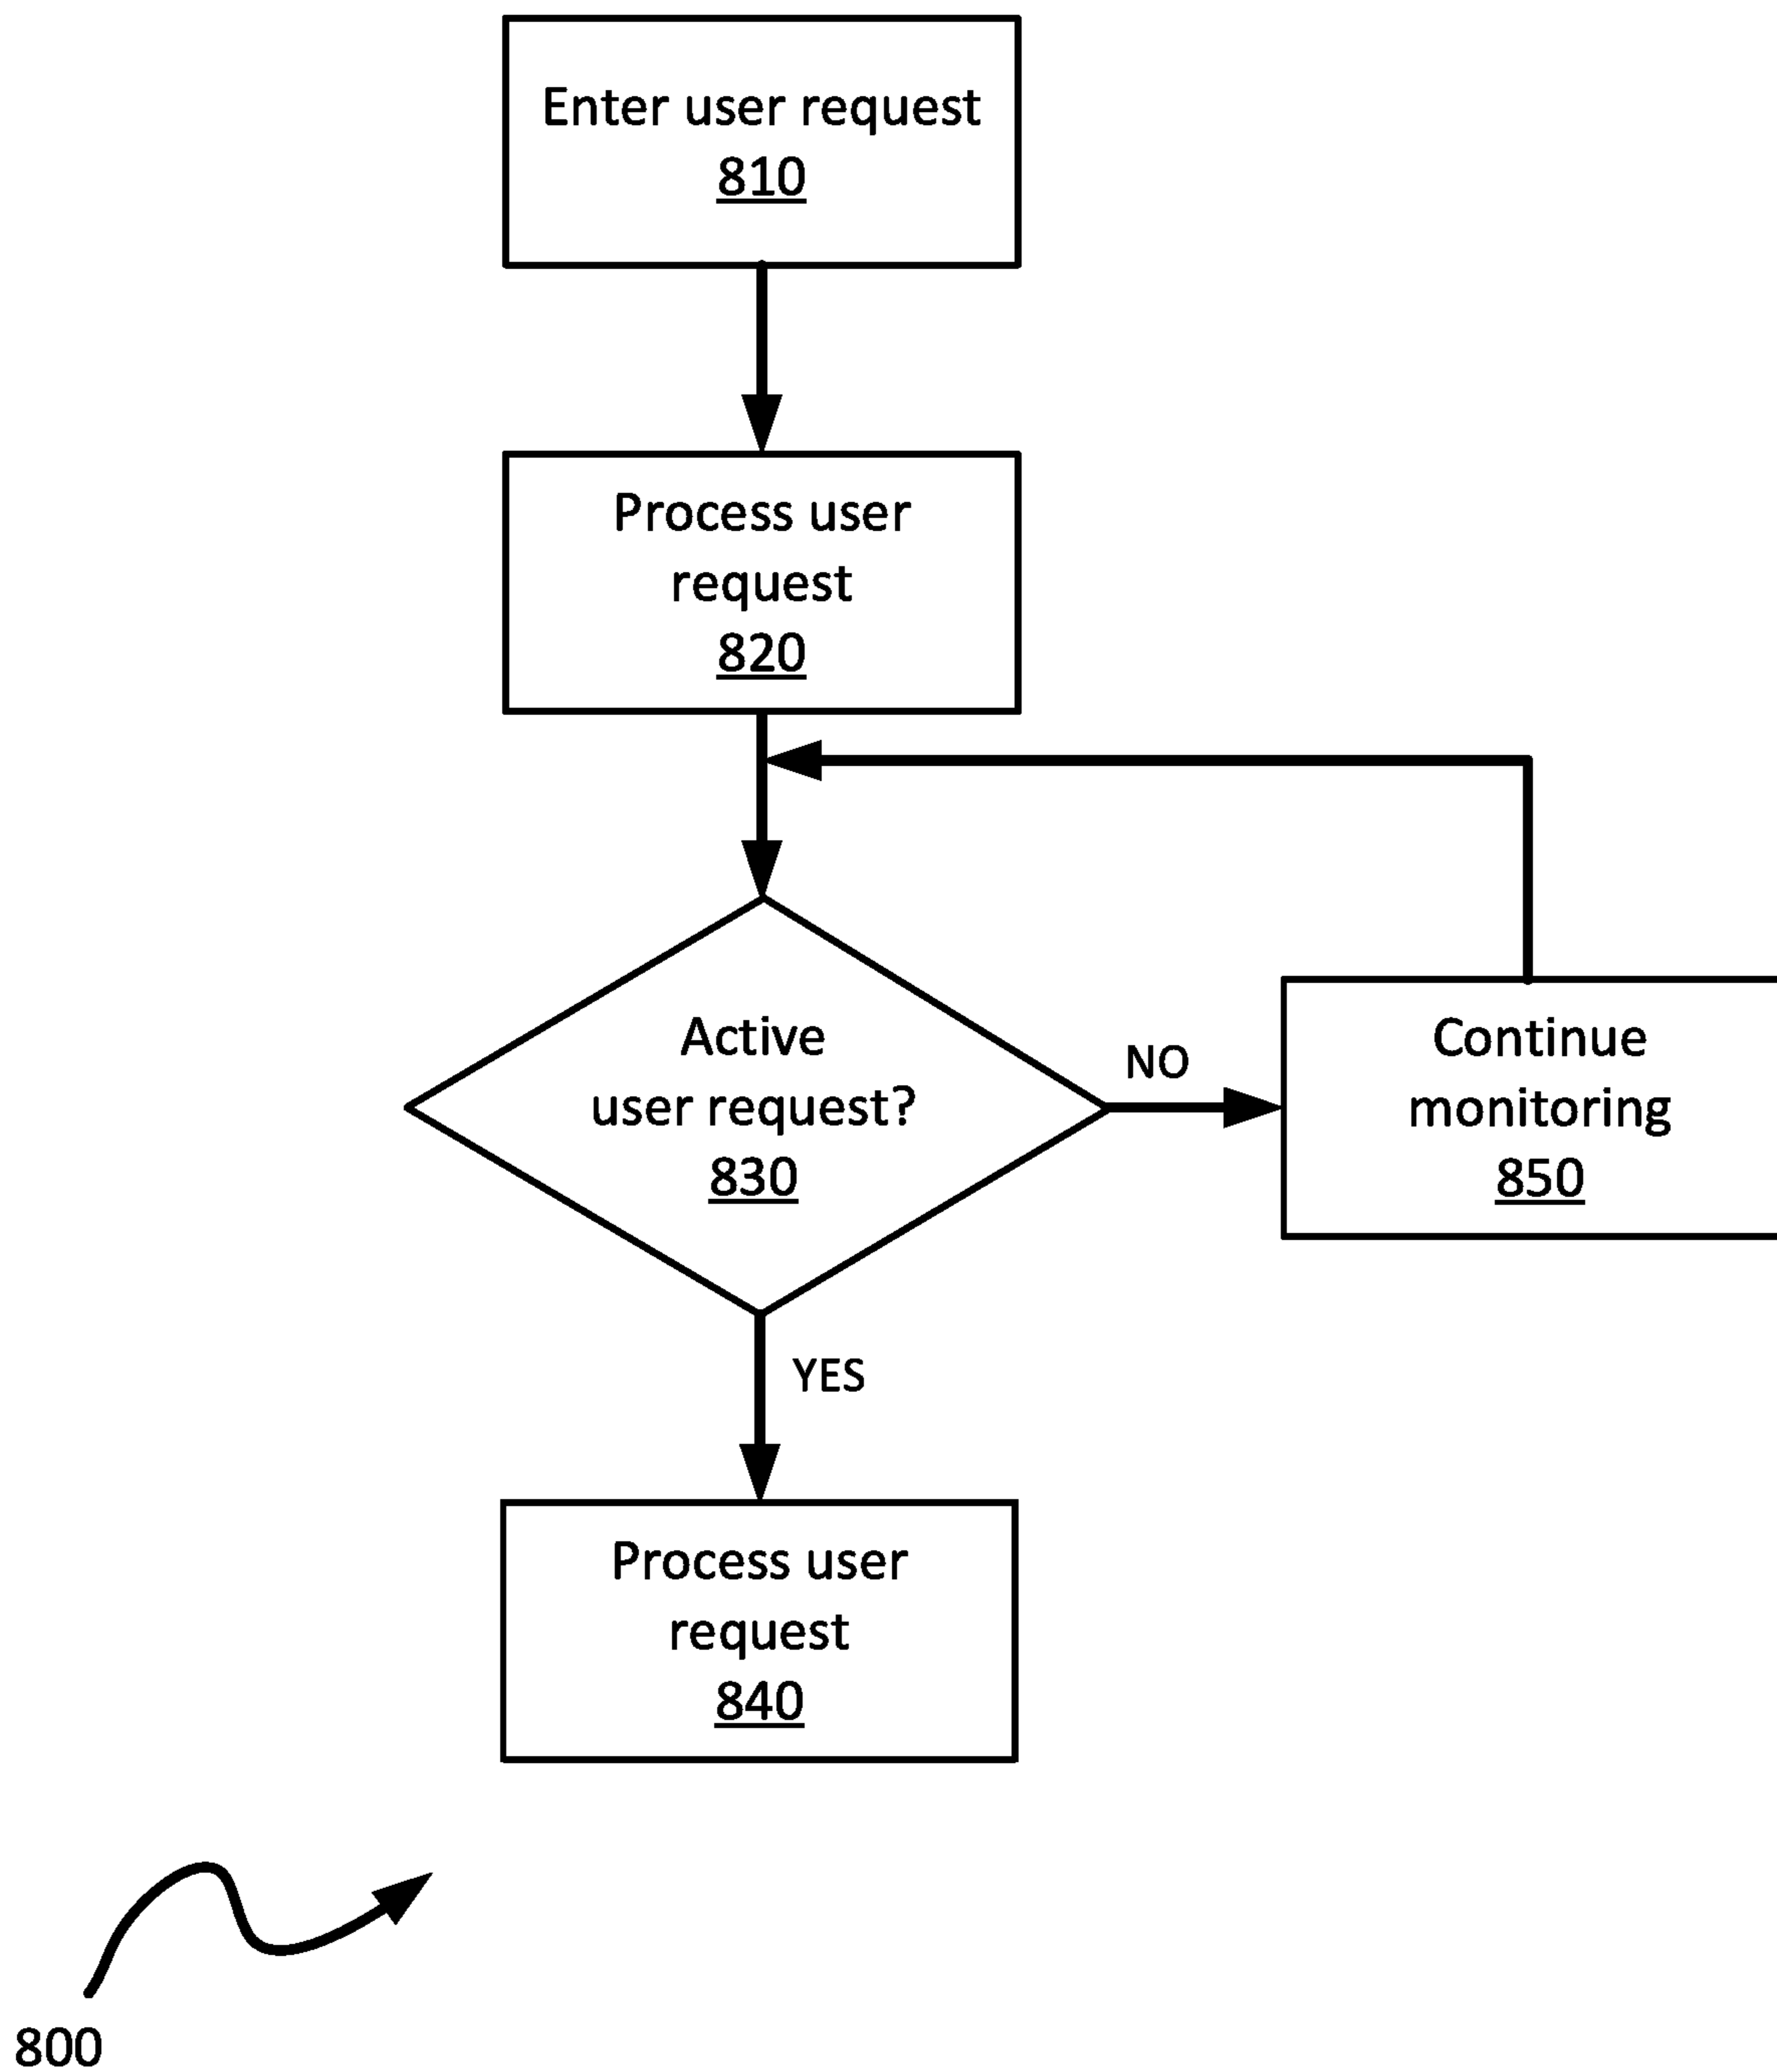 Enter user request
810
Process user
request
820
Active
user request?
830
NO
Continue
monitoring
850
YES
Process user
request
840
800